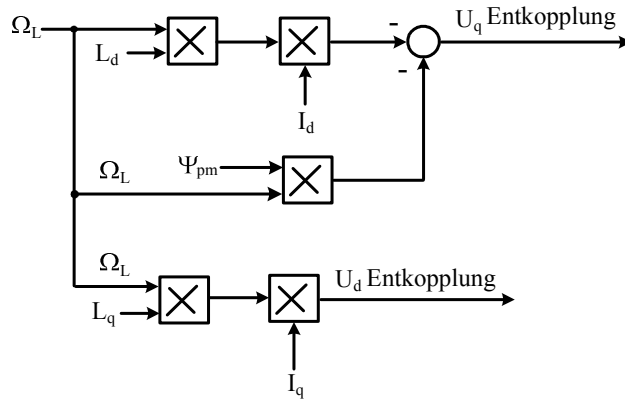 Ω_L
L_d
-
U_q Entkopplung
-
I_d
Ψ_pm
Ω_L
Ω_L
L_q
U_d Entkopplung
I_q